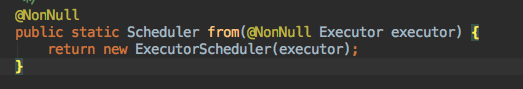 */
@NonNull
public static Scheduler from(@NonNull Executor executor) {
    return new ExecutorScheduler(executor);
}